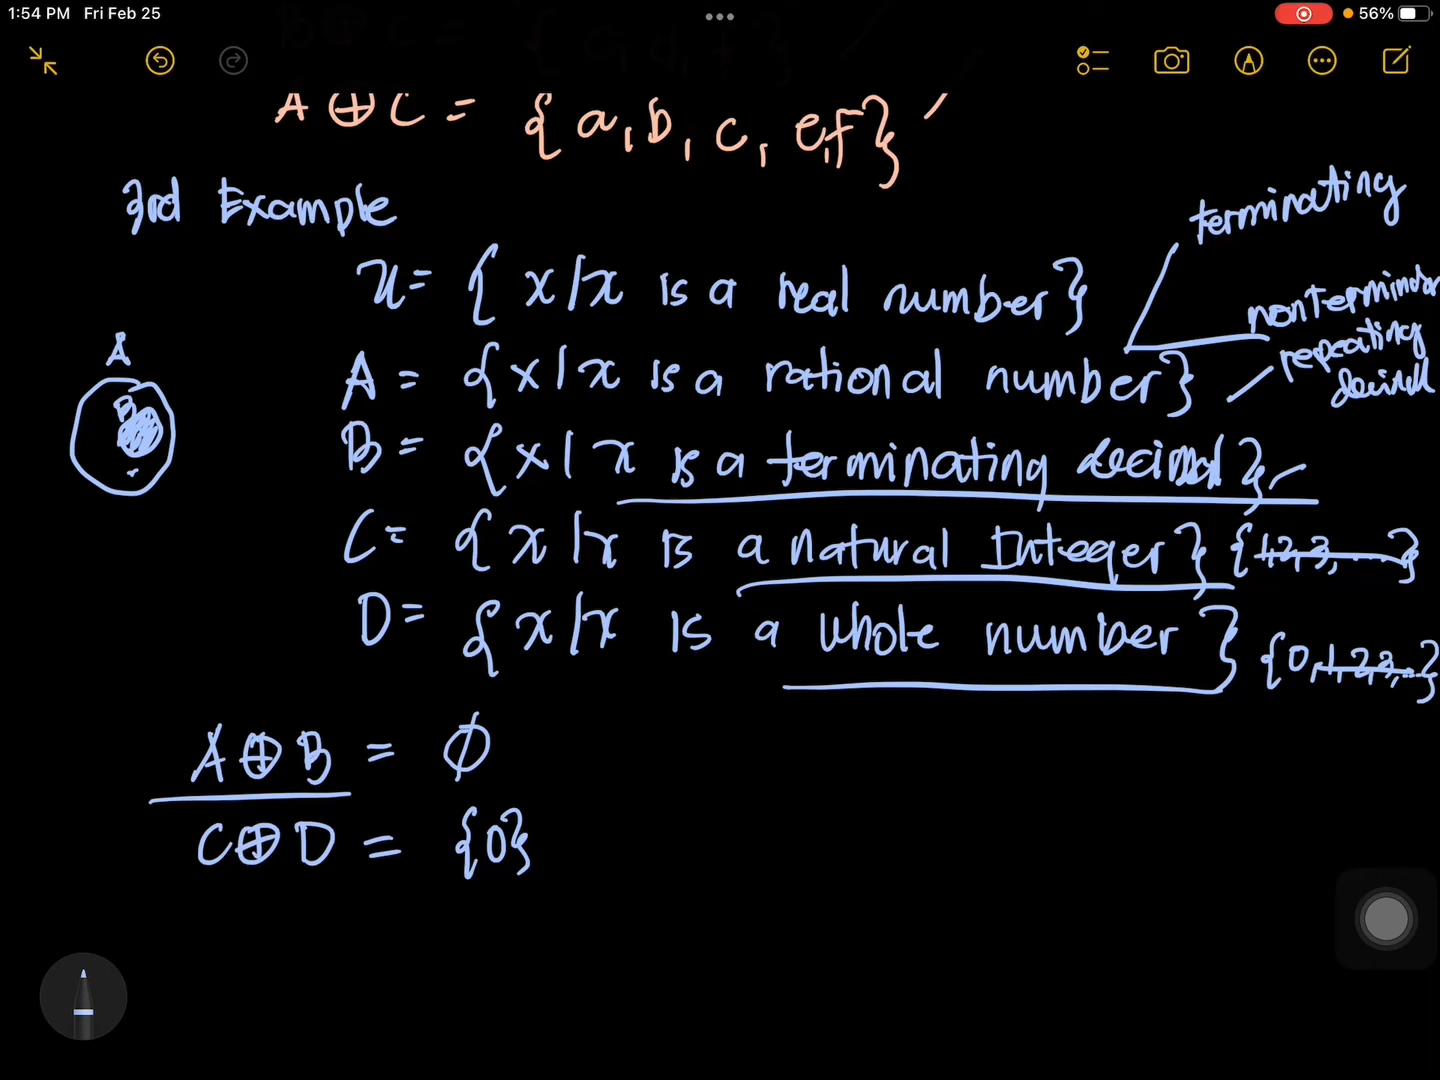 1:54 PM Fri Feb 25
56%
A ⊕ C = {a, b, c, e, f}
3rd Example
terminating
U = {x/x is a real number}
nonterminating
repeating
decimal
A
A = {x|x is a rational number}
B
B = {x|x is a terminating decimal}
C = {x|x is a natural Integer} {1,2,3,.....}
D = {x/x is a whole number} {0,1,2,3,...}
A⊕B = ∅
C⊕D = {0}